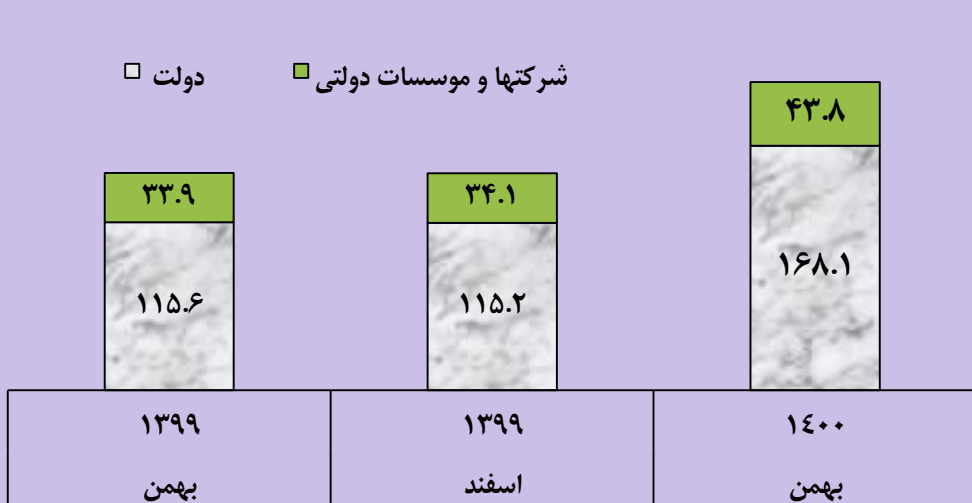 شرکتها و موسسات دولتی دولت
۴۳.۸
۳۳.۹ ۳۴.۱
۱۶۸.۱
۱۱۵.۶ ۱۱۵.۲
۱۳۹۹ ۱۳۹۹ ۱٤۰۰
بهمن اسفند بهمن